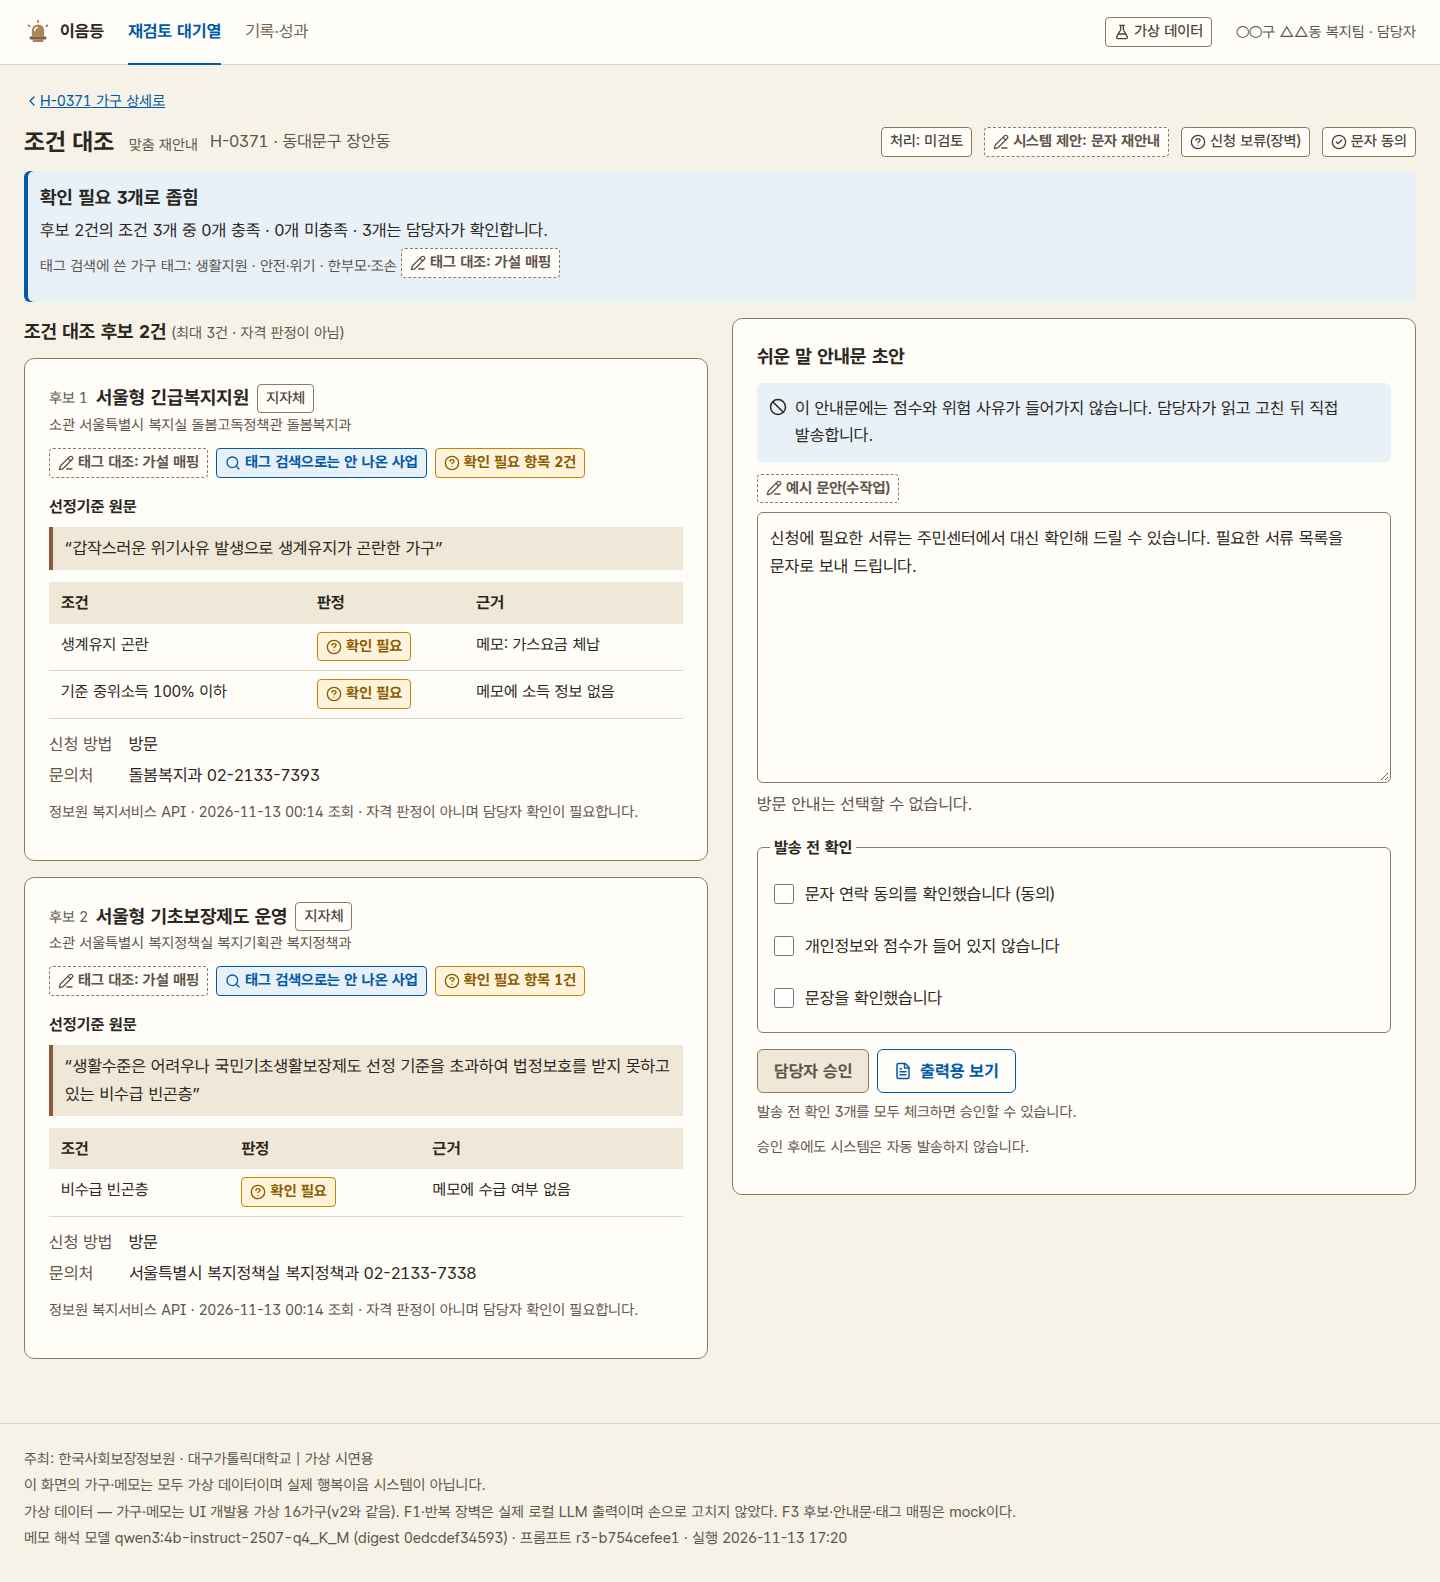 이음등
재검토 대기열
기록·성과
가상 데이터
○○구 △△동 복지팀 · 담당자
H-0371 가구 상세로
조건 대조 맞춤 재안내 H-0371 · 동대문구 장안동
처리: 미검토
시스템 제안: 문자 재안내
신청 보류(장벽)
문자 동의
확인 필요 3개로 좁힘
후보 2건의 조건 3개 중 0개 충족 · 0개 미충족 · 3개는 담당자가 확인합니다.
태그 검색에 쓴 가구 태그: 생활지원 · 안전·위기 · 한부모·조손 태그 대조: 가설 매핑
조건 대조 후보 2건 (최대 3건 · 자격 판정이 아님)
후보 1 서울형 긴급복지지원 지자체
소관 서울특별시 복지실 돌봄고독정책관 돌봄복지과
태그 대조: 가설 매핑 태그 검색으로는 안 나온 사업 확인 필요 항목 2건
선정기준 원문
“갑작스러운 위기사유 발생으로 생계유지가 곤란한 가구”
조건 판정 근거
생계유지 곤란 확인 필요 메모: 가스요금 체납
기준 중위소득 100% 이하 확인 필요 메모에 소득 정보 없음
신청 방법 방문
문의처 돌봄복지과 02-2133-7393
정보원 복지서비스 API · 2026-11-13 00:14 조회 · 자격 판정이 아니며 담당자 확인이 필요합니다.
후보 2 서울형 기초보장제도 운영 지자체
소관 서울특별시 복지정책실 복지기획관 복지정책과
태그 대조: 가설 매핑 태그 검색으로는 안 나온 사업 확인 필요 항목 1건
선정기준 원문
“생활수준은 어려우나 국민기초생활보장제도 선정 기준을 초과하여 법정보호를 받지 못하고
있는 비수급 빈곤층”
조건 판정 근거
비수급 빈곤층 확인 필요 메모에 수급 여부 없음
신청 방법 방문
문의처 서울특별시 복지정책실 복지정책과 02-2133-7338
정보원 복지서비스 API · 2026-11-13 00:14 조회 · 자격 판정이 아니며 담당자 확인이 필요합니다.
쉬운 말 안내문 초안
이 안내문에는 점수와 위험 사유가 들어가지 않습니다. 담당자가 읽고 고친 뒤 직접
발송합니다.
예시 문안(수작업)
신청에 필요한 서류는 주민센터에서 대신 확인해 드릴 수 있습니다. 필요한 서류 목록을
문자로 보내 드립니다.
방문 안내는 선택할 수 없습니다.
발송 전 확인
문자 연락 동의를 확인했습니다 (동의)
개인정보와 점수가 들어 있지 않습니다
문장을 확인했습니다
담당자 승인 출력용 보기
발송 전 확인 3개를 모두 체크하면 승인할 수 있습니다.
승인 후에도 시스템은 자동 발송하지 않습니다.
주최: 한국사회보장정보원 · 대구가톨릭대학교 | 가상 시연용
이 화면의 가구·메모는 모두 가상 데이터이며 실제 행복이음 시스템이 아닙니다.
가상 데이터 — 가구·메모는 UI 개발용 가상 16가구(v2와 같음). F1·반복 장벽은 실제 로컬 LLM 출력이며 손으로 고치지 않았다. F3 후보·안내문·태그 매핑은 mock이다.
메모 해석 모델 qwen3:4b-instruct-2507-q4_K_M (digest 0edcdef34593) · 프롬프트 r3-b754cefee1 · 실행 2026-11-13 17:20